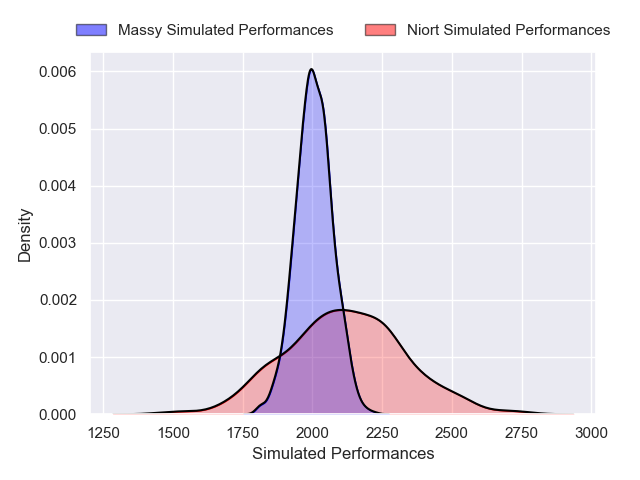 Massy Simulated Performances Niort Simulated Performances
0.006
0.005
0.004
0.003
0.002
0.001
0.000
Density
1250 1500 1750 2000 2250 2500 2750 3000
Simulated Performances